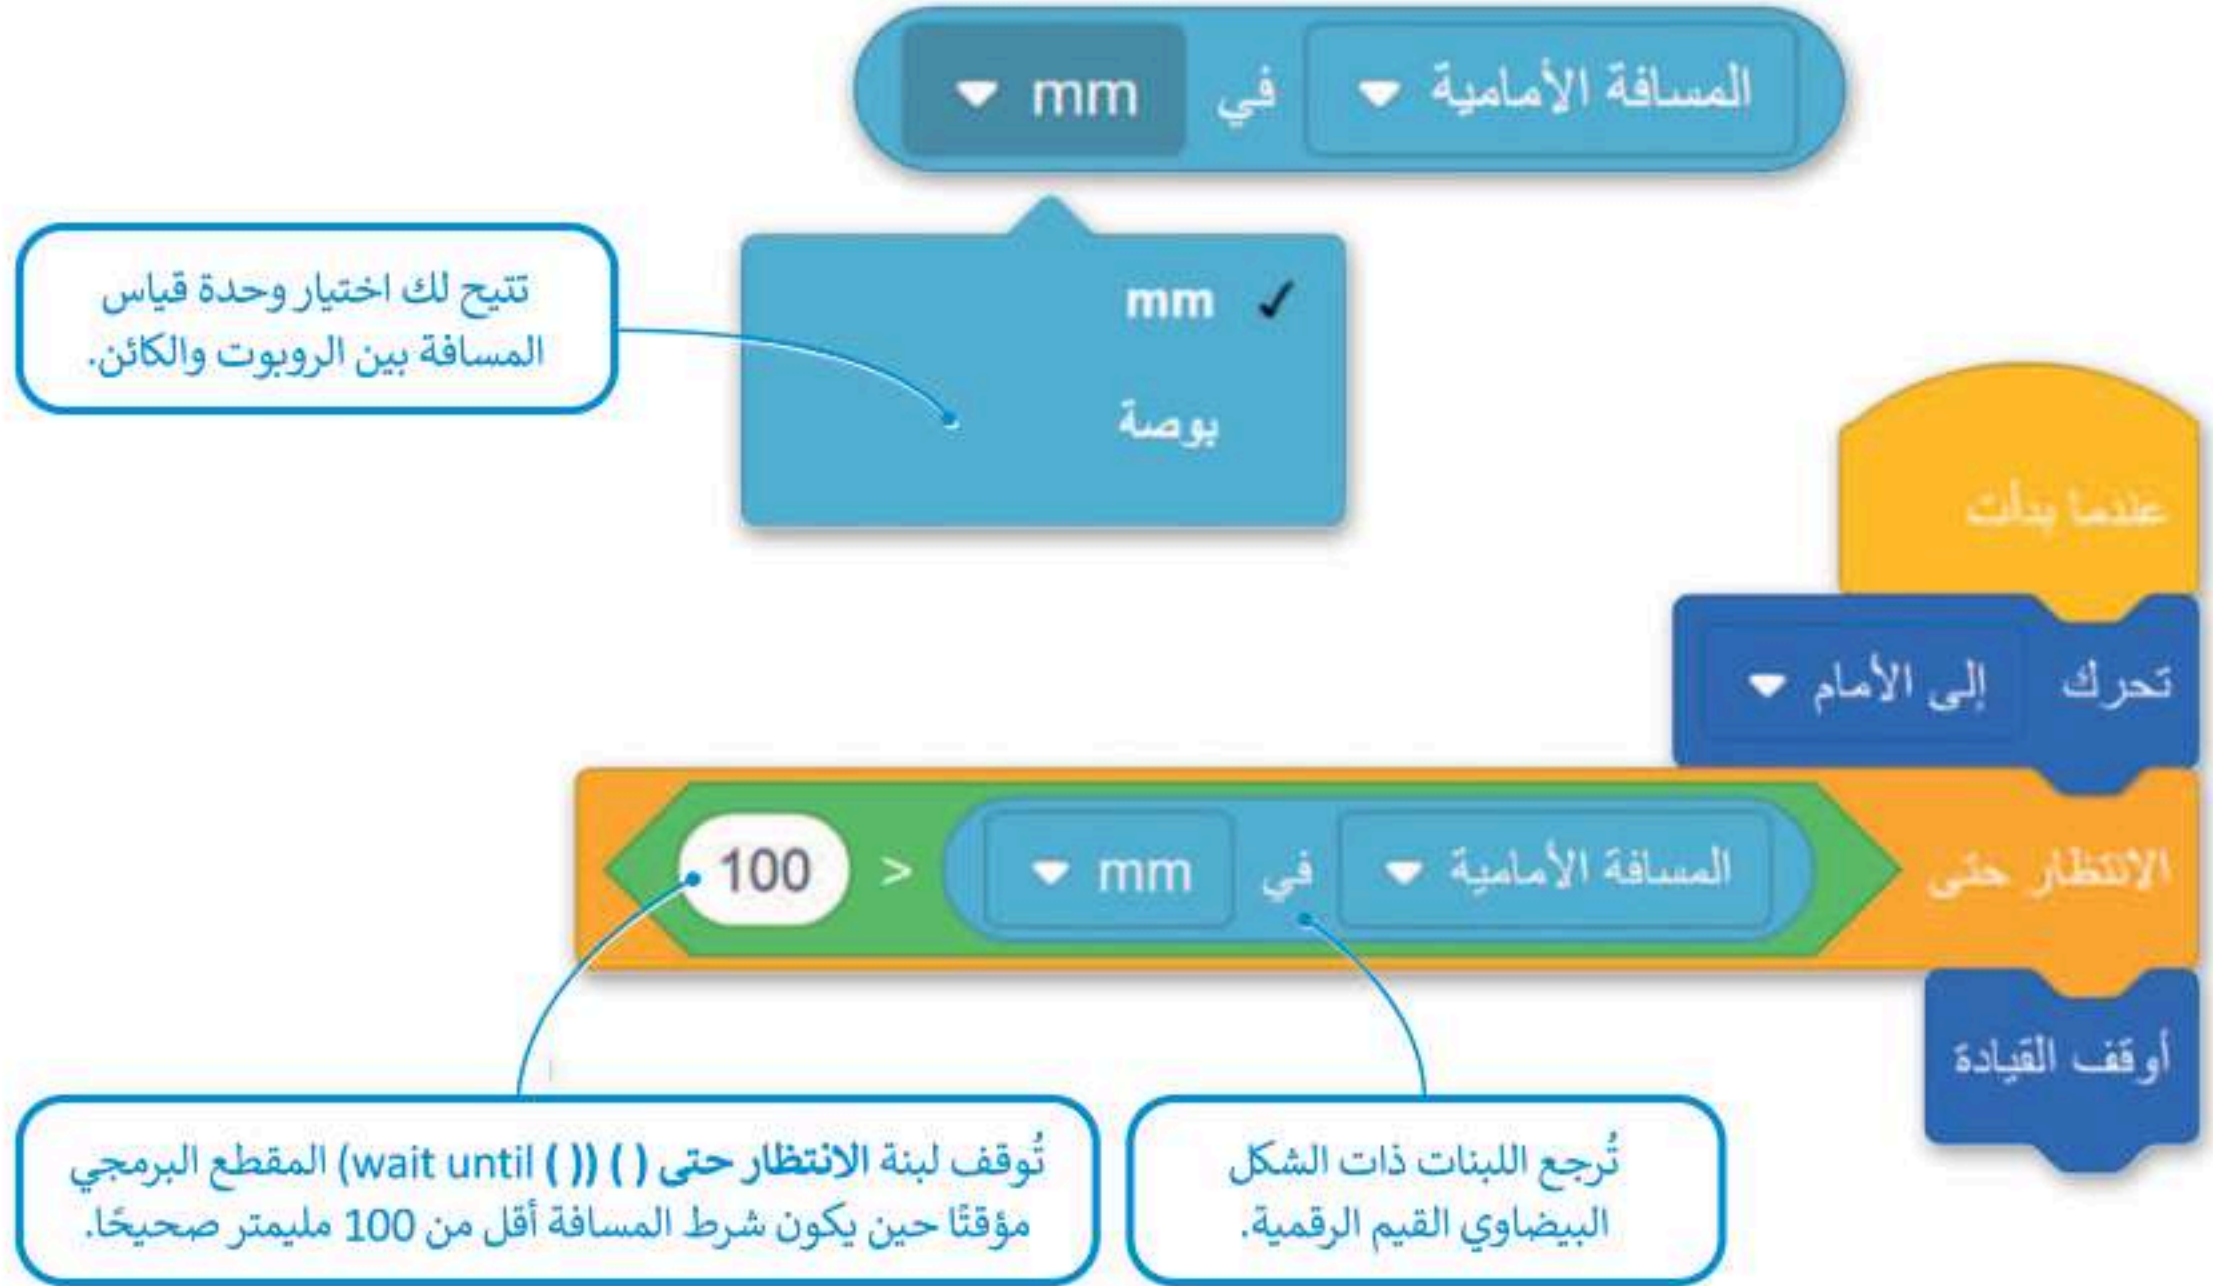 المسافة الأمامية في mm
mm
بوصة
تتيح لك اختيار وحدة قياس
المسافة بين الروبوت والكائن.
عندما بدأت
تحرك إلى الأمام
الانتظار حتى المسافة الأمامية في mm > 100
أوقف القيادة
تُرجع اللبنات ذات الشكل
البيضاوي القيم الرقمية.
تُوقف لبنة الانتظار حتى ( ) (wait until ( )) المقطع البرمجي
مؤقتًا حين يكون شرط المسافة أقل من 100 مليمتر صحيحًا.